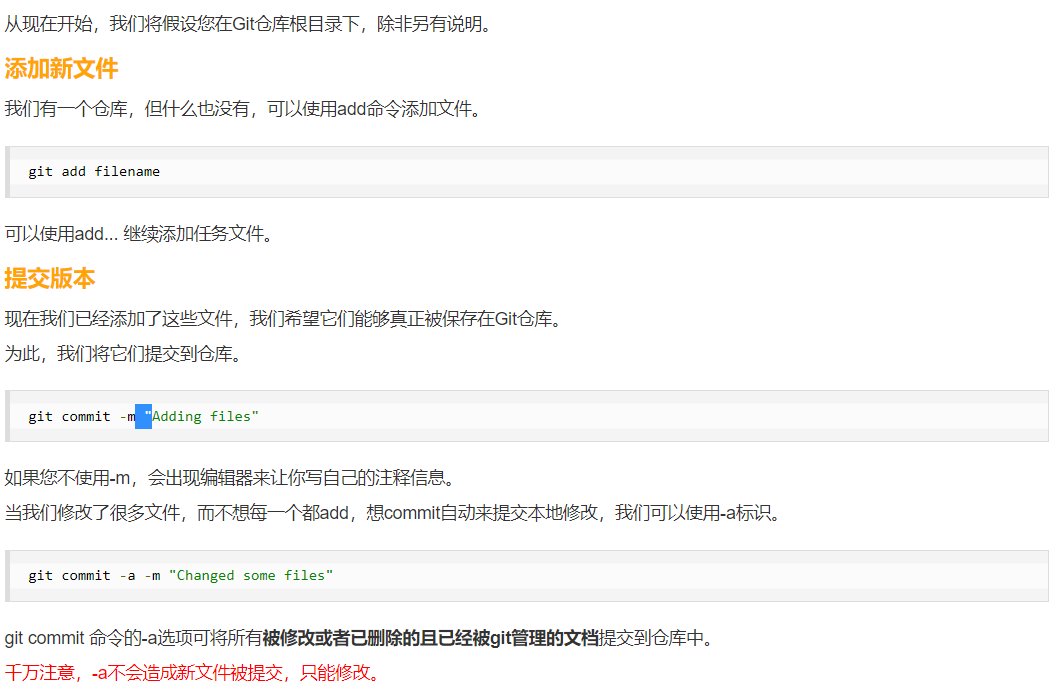 从现在开始，我们将假设您在Git仓库根目录下，除非另有说明。
添加新文件
我们有一个仓库，但什么也没有，可以使用add命令添加文件。
git add filename
可以使用add... 继续添加任务文件。
提交版本
现在我们已经添加了这些文件，我们希望它们能够真正被保存在Git仓库。
为此，我们将它们提交到仓库。
git commit -m "Adding files"
如果您不使用-m，会出现编辑器来让你写自己的注释信息。
当我们修改了很多文件，而不想每一个都add，想commit自动来提交本地修改，我们可以使用-a标识。
git commit -a -m "Changed some files"
git commit 命令的-a选项可将所有被修改或者已删除的且已经被git管理的文档提交到仓库中。
千万注意，-a不会造成新文件被提交，只能修改。